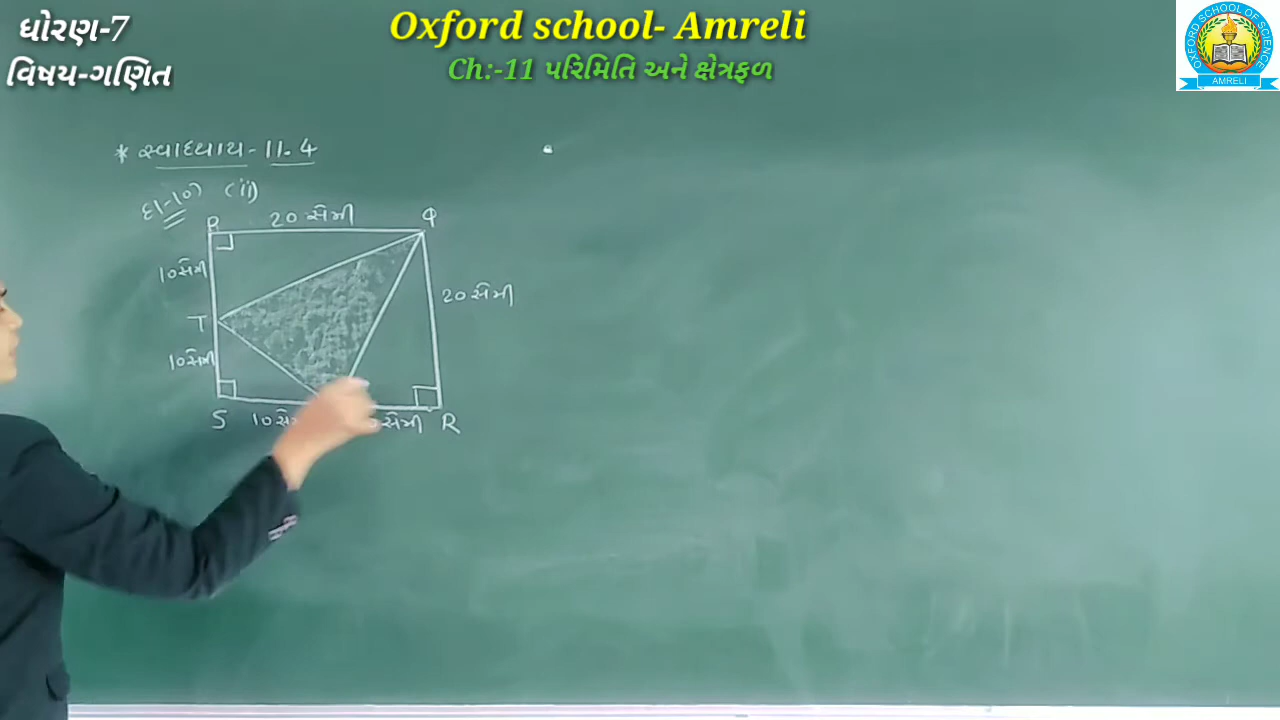 ધોરણ-7
વિષય-ગણિત
Oxford school- Amreli
Ch:-11 પરિમિતિ અને ક્ષેત્રફળ
OXFORD SCHOOL OF SCIENCE
AMRELI
* સ્વાધ્યાય- 11.4
દા-10) (ii)
P 20 સેમી Q
10સેમી
20 સેમી
T
10સેમી
S R